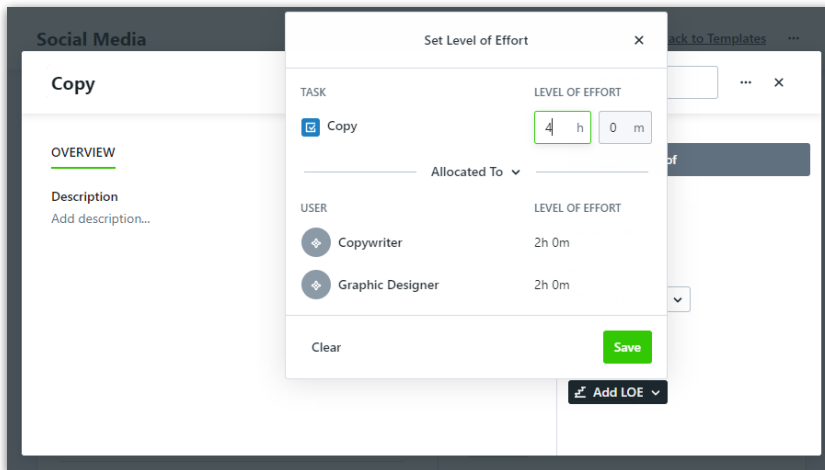 Social Media
Set Level of Effort
ack to Templates
Copy
TASK
LEVEL OF EFFORT
Copy
4 h
0 m
OVERVIEW
of
Allocated To
Description
Add description...
USER
LEVEL OF EFFORT
Copywriter
2h 0m
Graphic Designer
2h 0m
Clear
Save
Add LOE